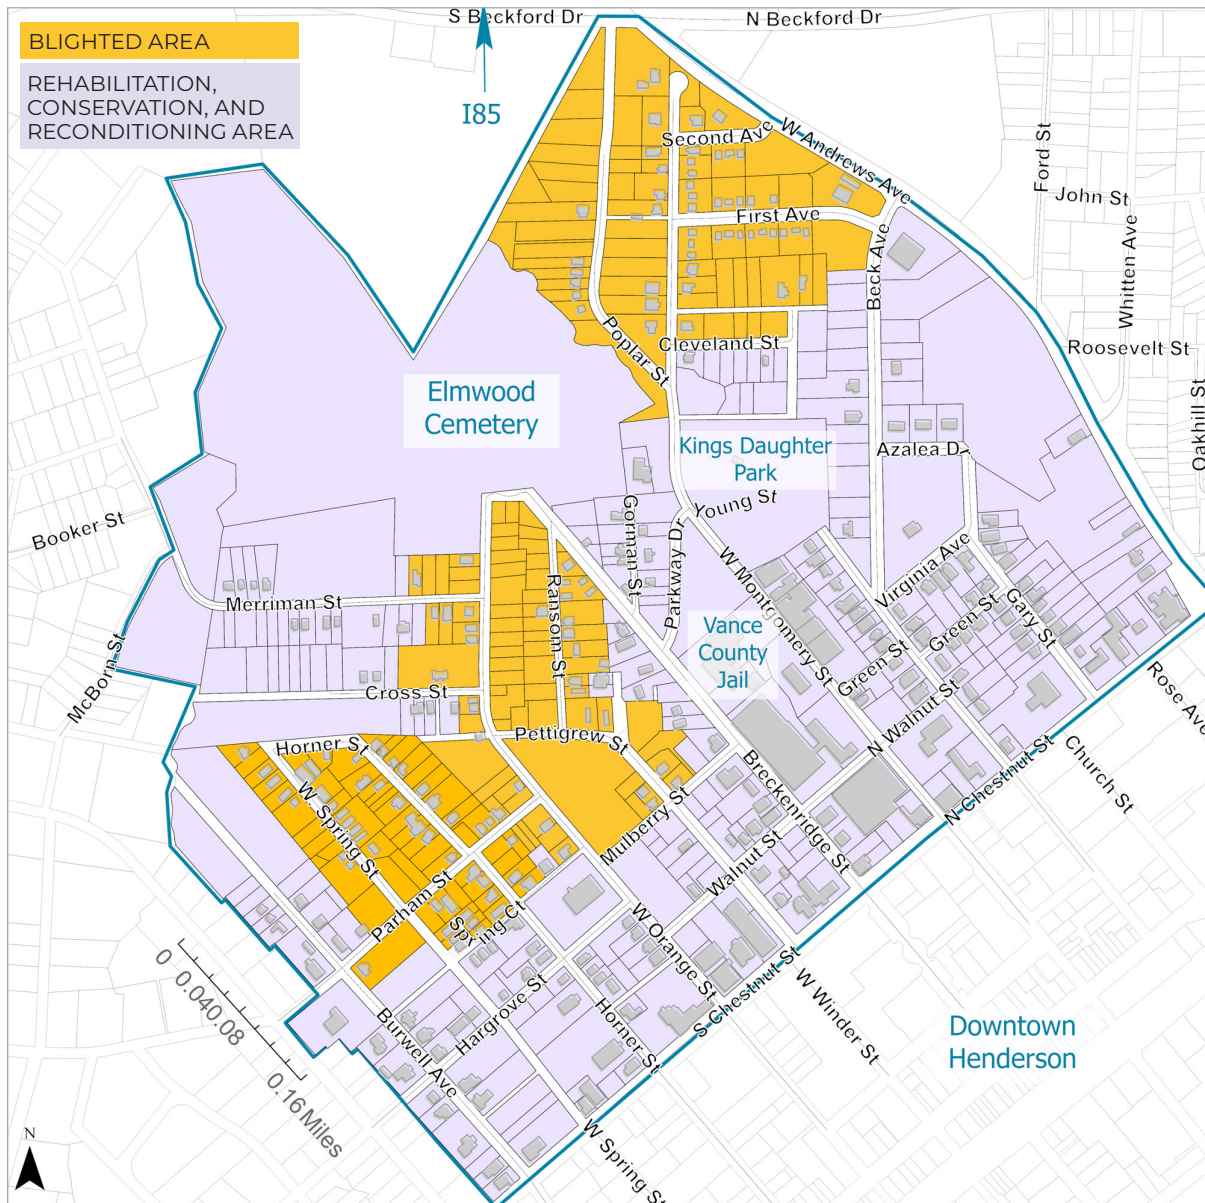 S Beckford Dr
N Beckford Dr
BLIGHTED AREA
REHABILITATION,
CONSERVATION, AND
RECONDITIONING AREA
I85
Second Ave
W Andrews Ave
Ford St
John St
First Ave
Whitten Ave
Beck Ave
Poplar St
Cleveland St
Roosevelt St
Oakhill St
Elmwood
Cemetery
Kings Daughter
Park
Azalea Dr
Booker St
Gorman St
Young St
Parkway Dr
W Montgomery St
Virginia Ave
Merriman St
Ransom St
Green St
Gary St
Vance
County
Jail
Green St
McBorn St
Cross St
N Walnut St
Rose Ave
Horner St
Pettigrew St
Church St
W. Spring St
Mulberry St
Breckenridge St
N Chestnut St
Walnut St
Parham St
Spring Ct
W Orange St
S Chestnut St
W Winder St
0 0.040.08
0.16 Miles
Hargrove St
Horner St
Burwell Ave
Downtown
Henderson
W Spring St
N